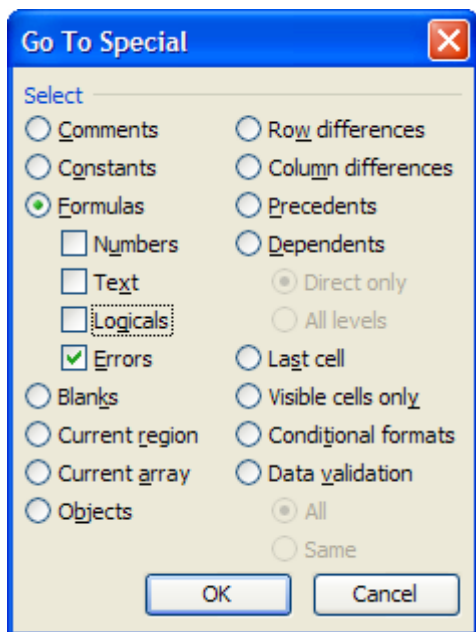 Go To Special
Select
Comments
Constants
Formulas
Numbers
Text
Logicals
Errors
Blanks
Current region
Current array
Objects
Row differences
Column differences
Precedents
Dependents
Direct only
All levels
Last cell
Visible cells only
Conditional formats
Data validation
All
Same
OK
Cancel